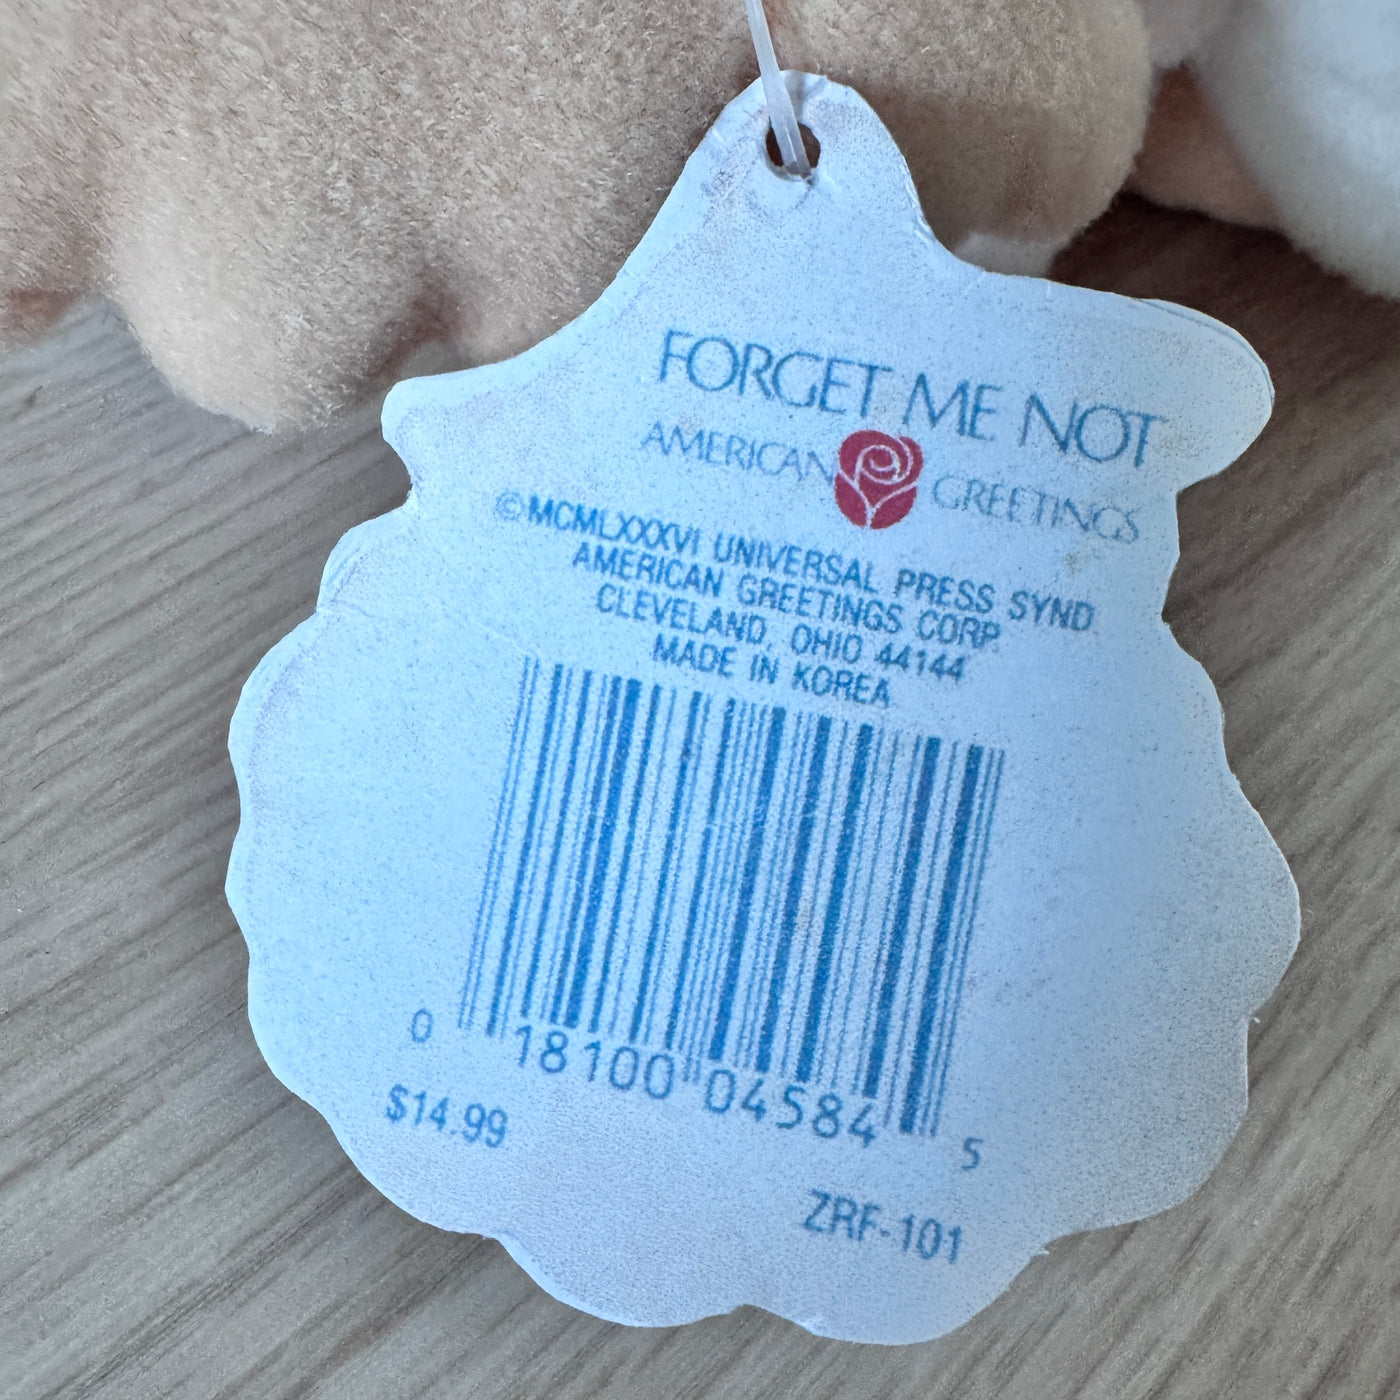 FORGET ME NOT
AMERICAN GREETINGS
©MCMLXXXVI UNIVERSAL PRESS SYND
AMERICAN GREETINGS CORP.
CLEVELAND, OHIO 44144
MADE IN KOREA
0 18100 04584 5
$14.99
ZRF-101